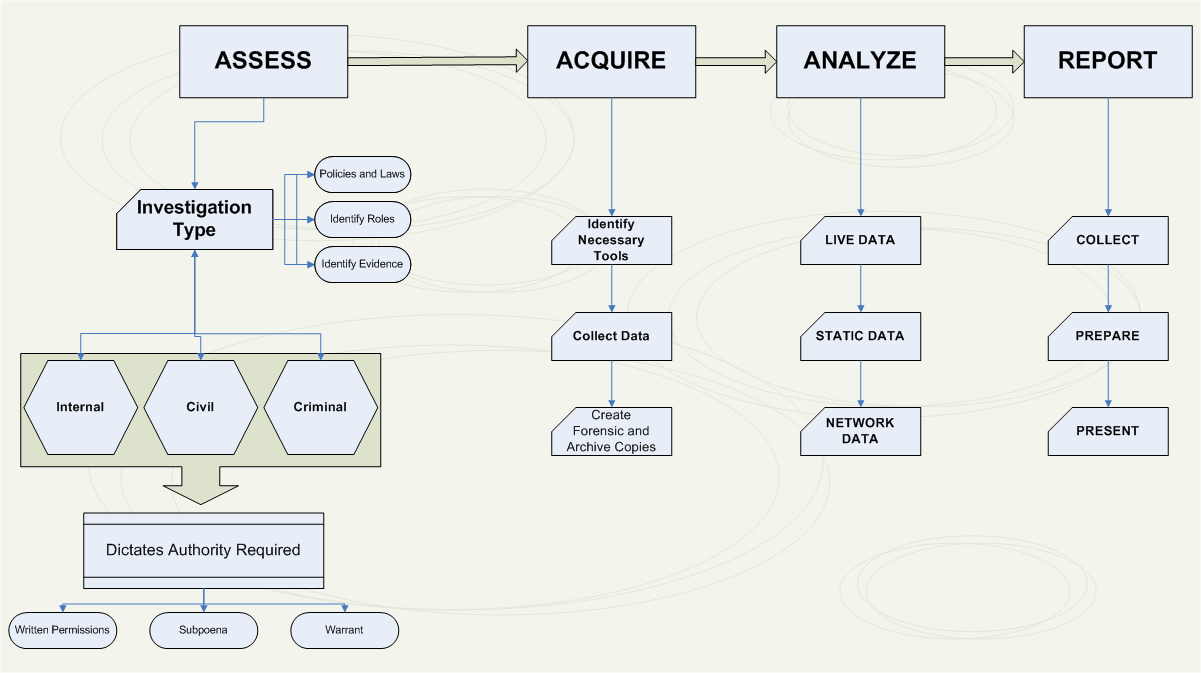 ASSESS
ACQUIRE
ANALYZE
REPORT
Investigation
Type
Policies and Laws
Identify Roles
Identify Evidence
Internal
Civil
Criminal
Dictates Authority Required
Written Permissions
Subpoena
Warrant
Identify
Necessary
Tools
Collect Data
Create
Forensic and
Archive Copies
LIVE DATA
STATIC DATA
NETWORK
DATA
COLLECT
PREPARE
PRESENT